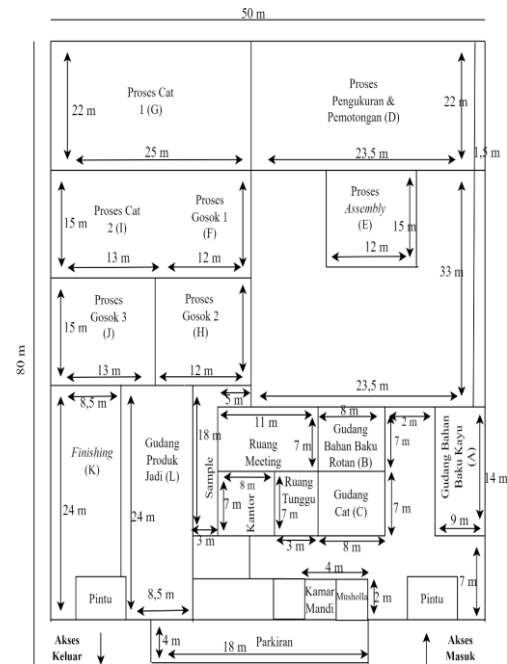 50 m
80 m
22 m
Proses Cat
1 (G)
25 m
Proses
Pengukuran &
Pemotongan (D)
22 m
23,5 m
1,5 m
15 m
Proses Cat
2 (I)
13 m
Proses
Gosok 1
(F)
12 m
Proses
Assembly
(E)
15 m
12 m
33 m
15 m
Proses
Gosok 3
(J)
13 m
Proses
Gosok 2
(H)
12 m
23,5 m
8,5 m
5 m
Finishing
(K)
24 m
Gudang
Produk
Jadi (L)
24 m
8,5 m
18 m
Sample
3 m
11 m
Ruang
Meeting
7 m
8 m
Gudang
Bahan Baku
Rotan (B)
7 m
2 m
Gudang Bahan
Baku Kayu
(A)
14 m
9 m
7 m
8 m
Kantor
Ruang
Tunggu
7 m
3 m
Gudang
Cat (C)
8 m
7 m
4 m
Kamar
Mandi
Musholla
2 m
7 m
Pintu
Pintu
Akses
Keluar
4 m
Parkiran
18 m
Akses
Masuk